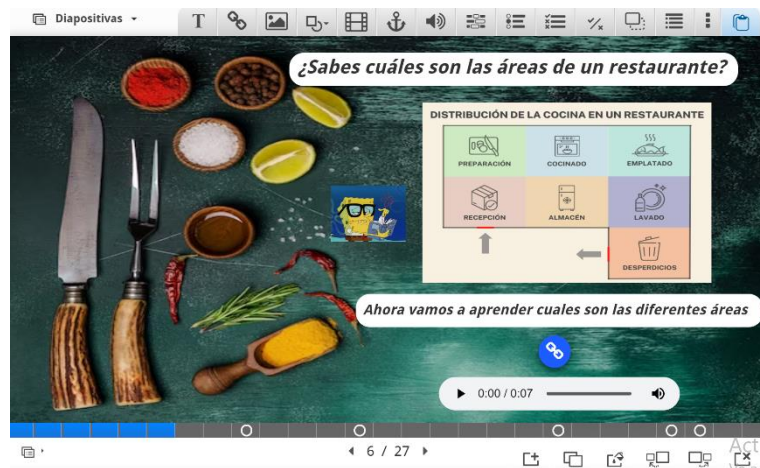 Diapositivas
T
¿Sabes cuáles son las áreas de un restaurante?
DISTRIBUCIÓN DE LA COCINA EN UN RESTAURANTE
PREPARACIÓN COCINADO EMPLATADO
RECEPCIÓN ALMACÉN LAVADO
DESPERDICIOS
Ahora vamos a aprender cuales son las diferentes áreas
0:00 / 0:07
6 / 27
Act